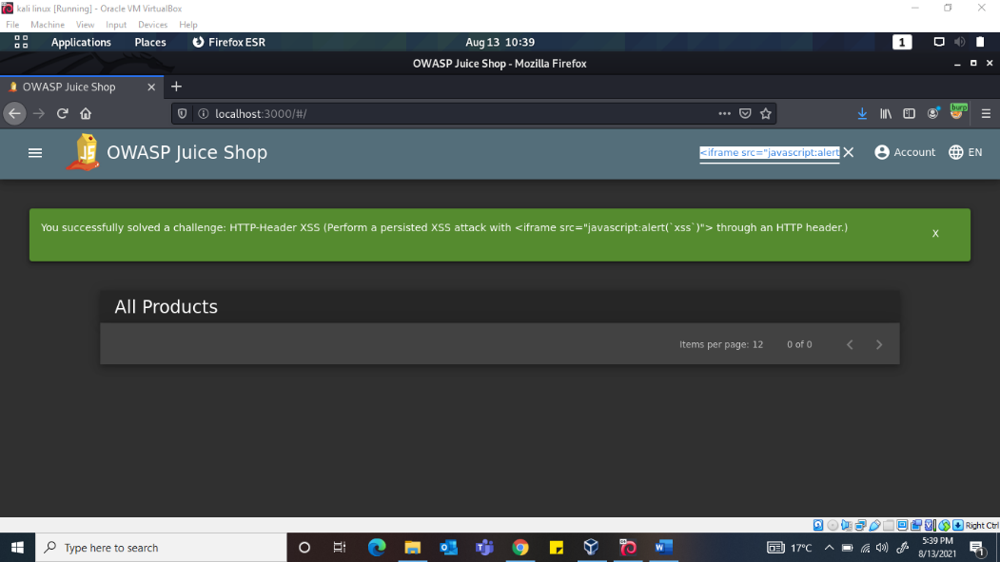 kali linux [Running] - Oracle VM VirtualBox
File Machine View Input Devices Help
Applications Places Firefox ESR Aug 13 10:39 1
OWASP Juice Shop - Mozilla Firefox
OWASP Juice Shop
localhost:3000/#/
burp
JS OWASP Juice Shop <iframe src="javascript:alert Account EN
You successfully solved a challenge: HTTP-Header XSS (Perform a persisted XSS attack with <iframe src="javascript:alert(`xss`)"> through an HTTP header.) X
All Products
Items per page: 12 0 of 0
Right Ctrl
Type here to search
17°C
5:39 PM
8/13/2021
1